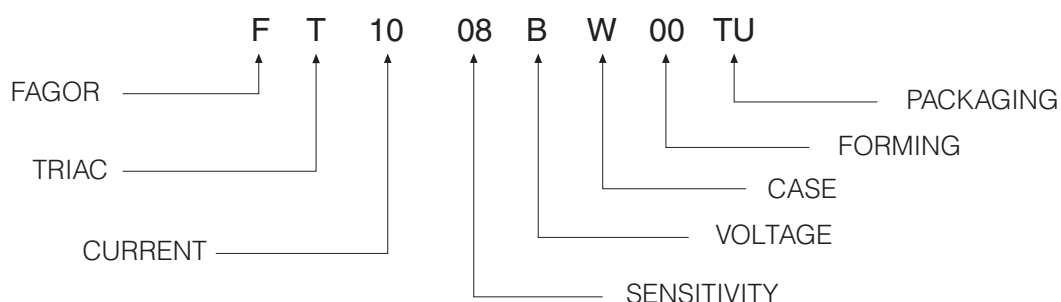 F T 10 08 B W 00 TU
FAGOR
PACKAGING
FORMING
TRIAC
CASE
VOLTAGE
CURRENT
SENSITIVITY